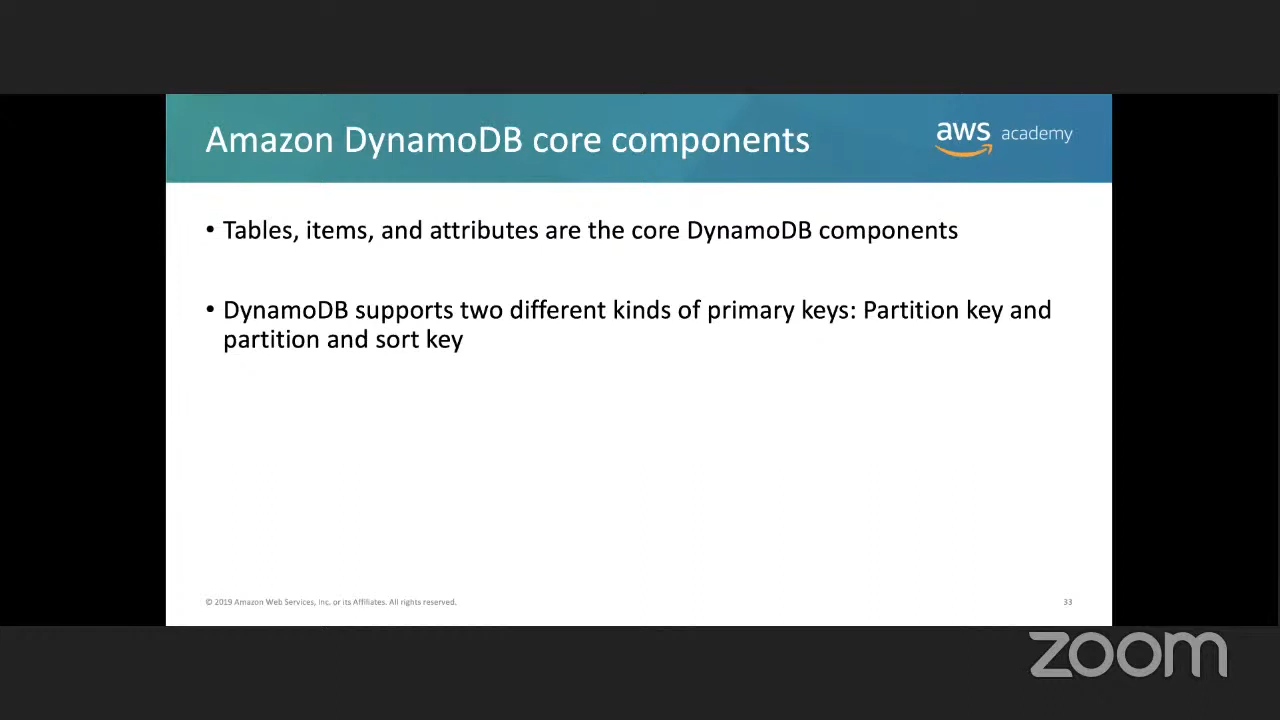 Amazon DynamoDB core components
aws academy
• Tables, items, and attributes are the core DynamoDB components
• DynamoDB supports two different kinds of primary keys: Partition key and
partition and sort key
© 2019 Amazon Web Services, Inc. or its Affiliates. All rights reserved.
33
zoom